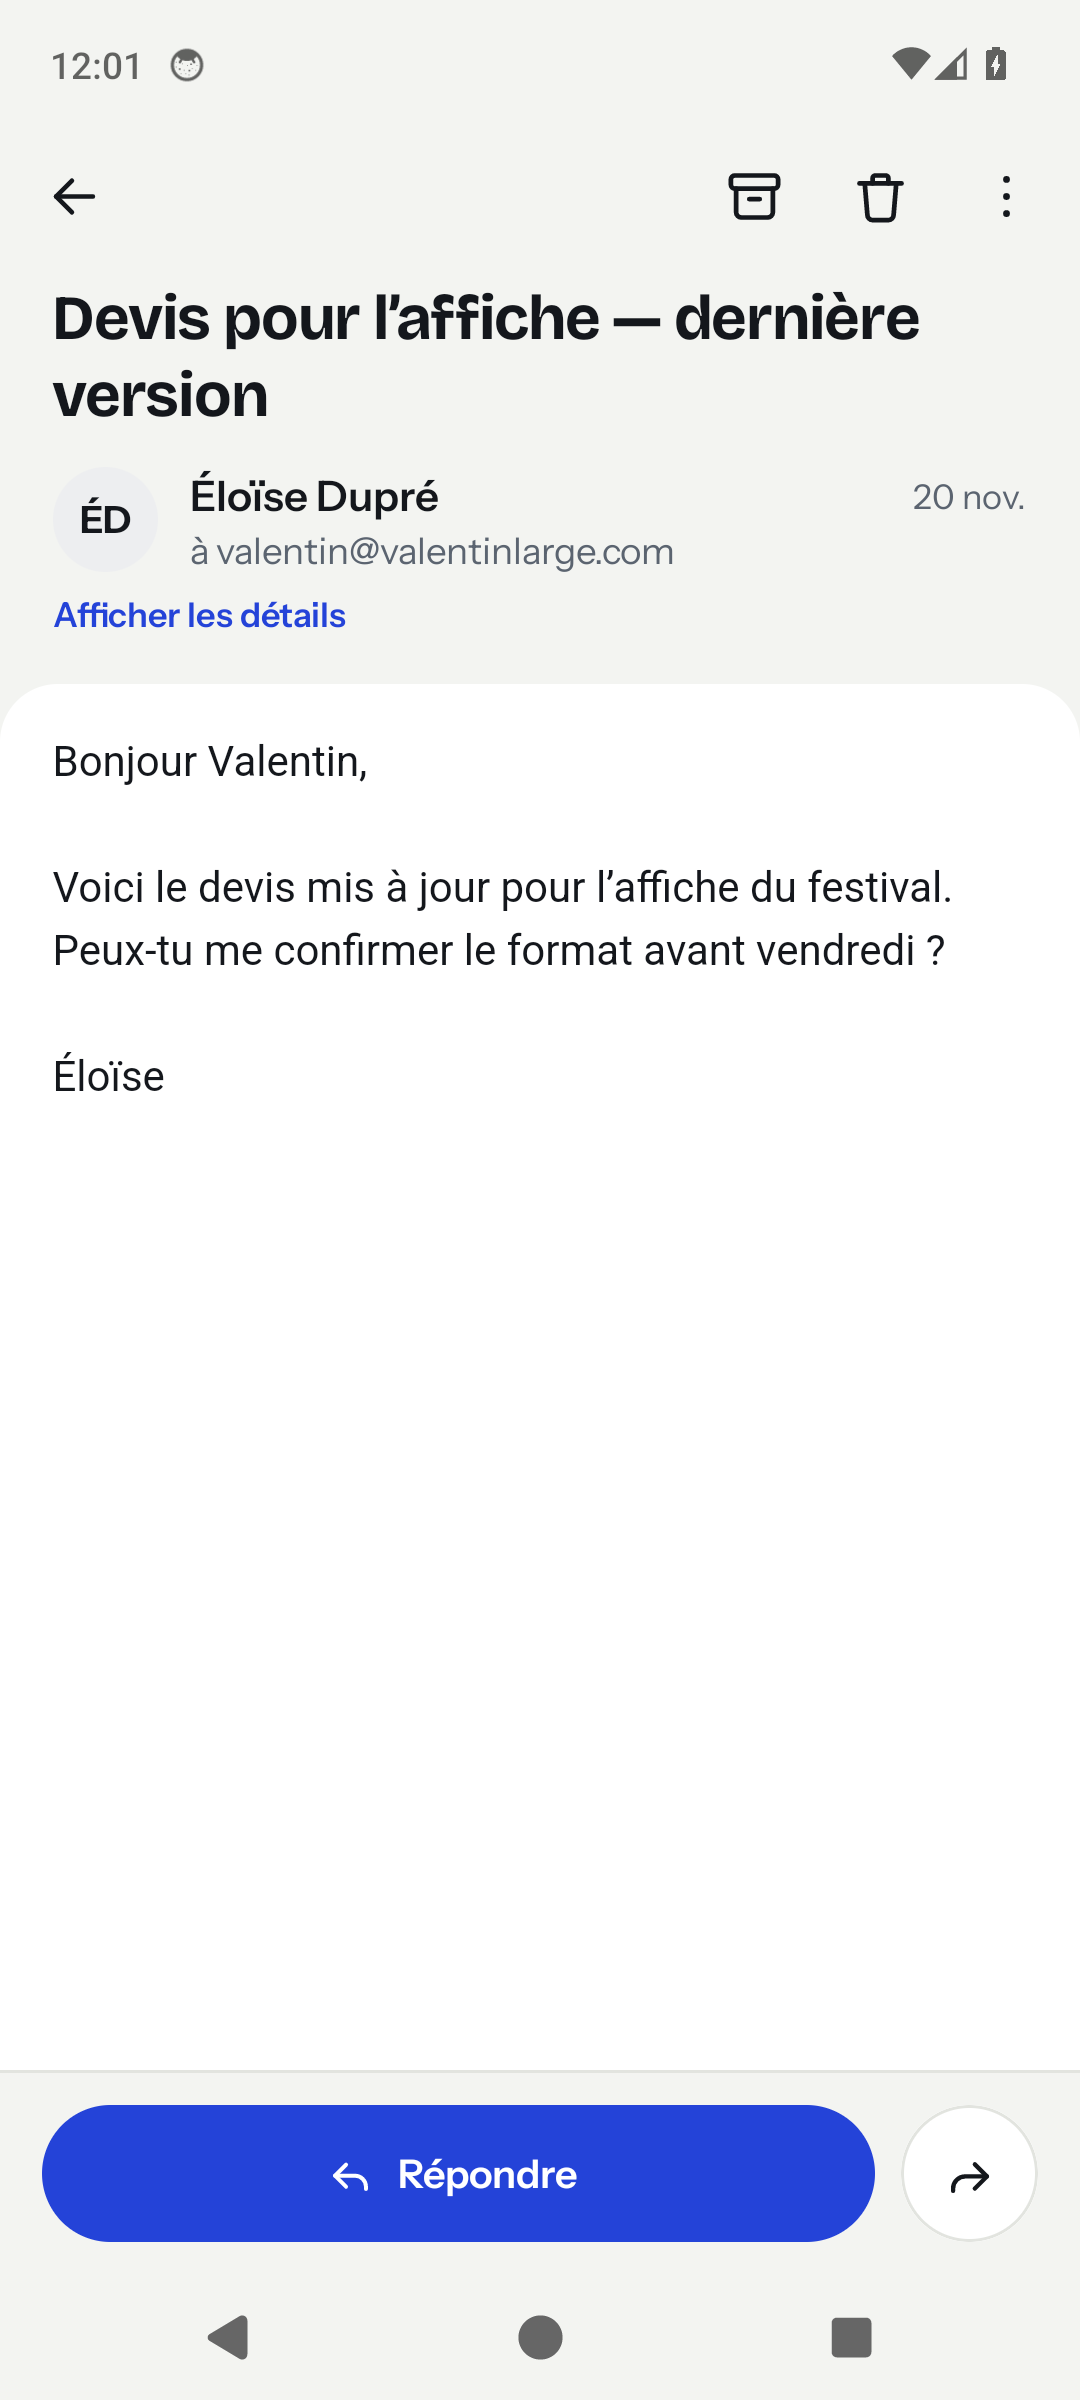 12:01
Devis pour l’affiche — dernière
version
ÉD
Éloïse Dupré
20 nov.
à valentin@valentinlarge.com
Afficher les détails
Bonjour Valentin,
Voici le devis mis à jour pour l’affiche du festival.
Peux-tu me confirmer le format avant vendredi ?
Éloïse
Répondre